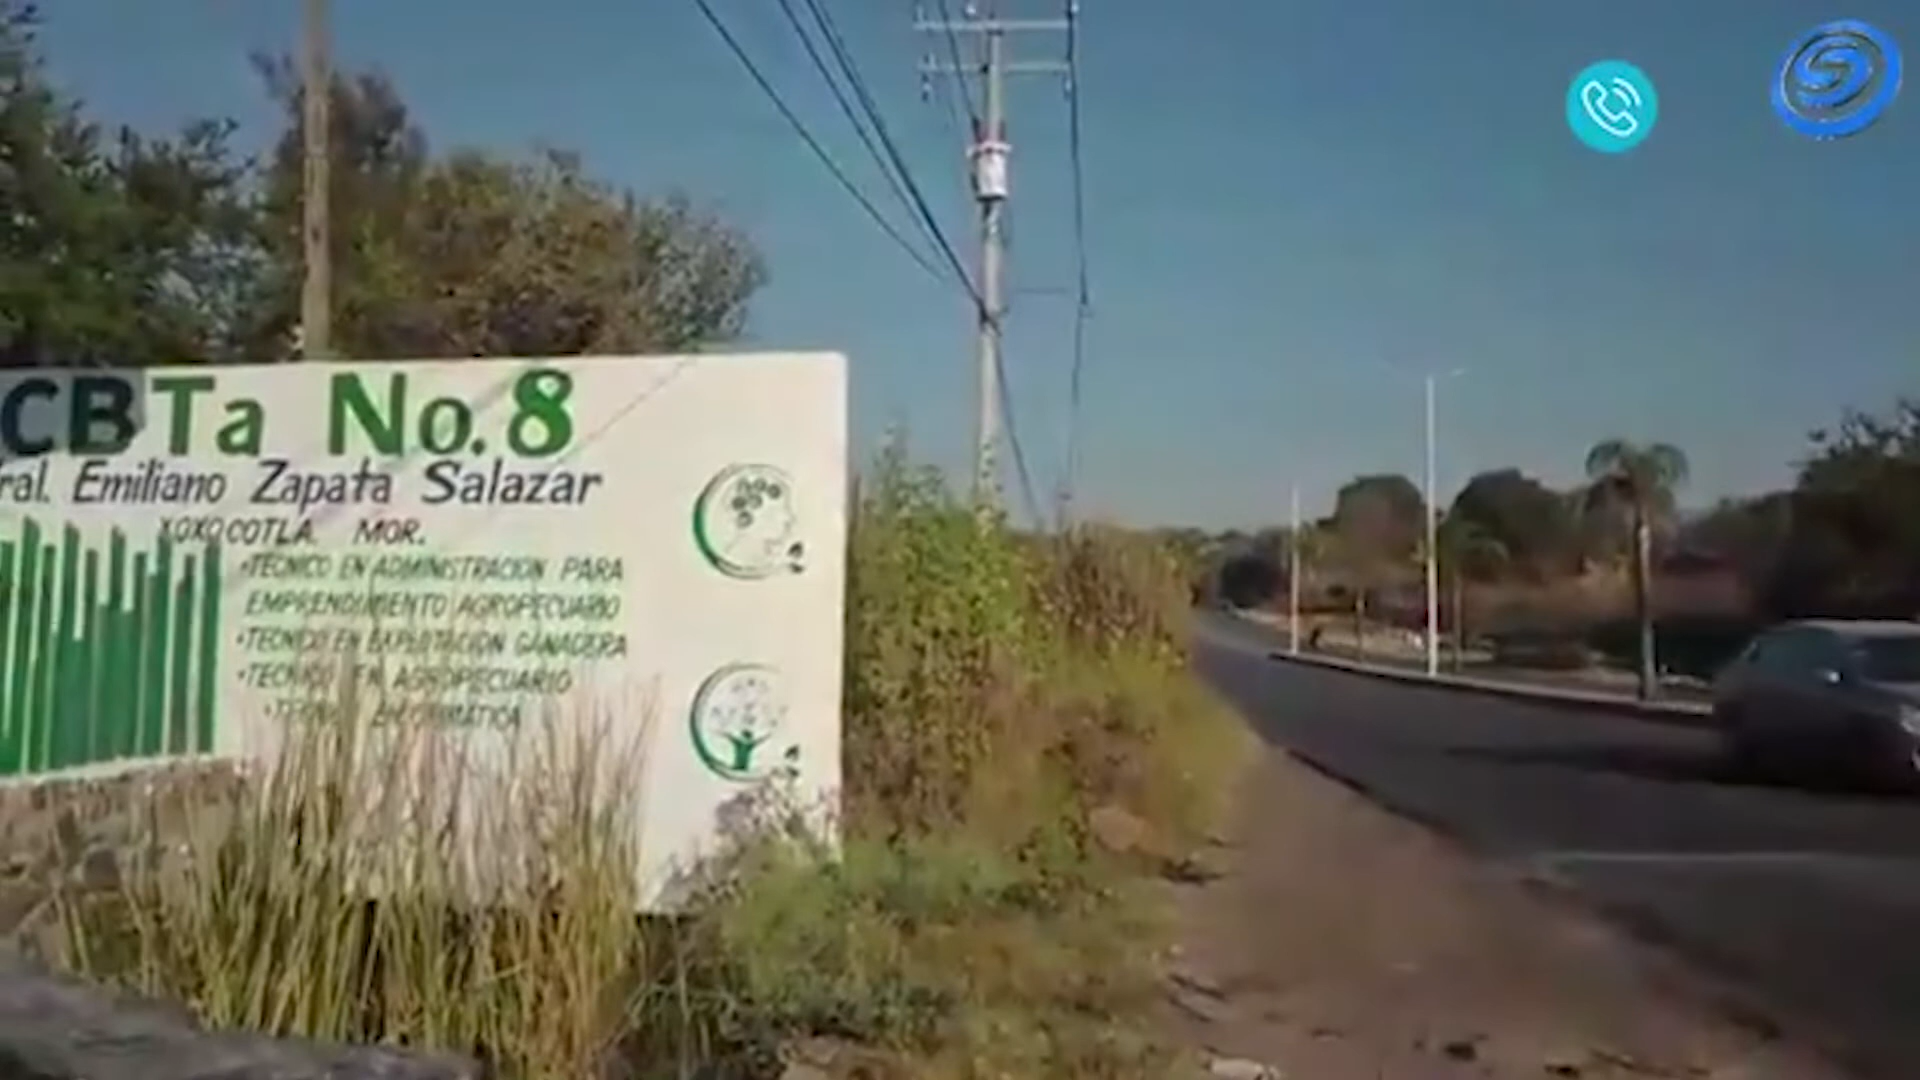 CBTa No.8
ral. Emiliano Zapata Salazar
XOXOCOTLA. MOR.
•TECNICO EN ADMINISTRACION PARA
EMPRENDIMIENTO AGROPECUARIO
•TECNICO EN EXPLOTACION GANADERA
•TECNICO EN AGROPECUARIO